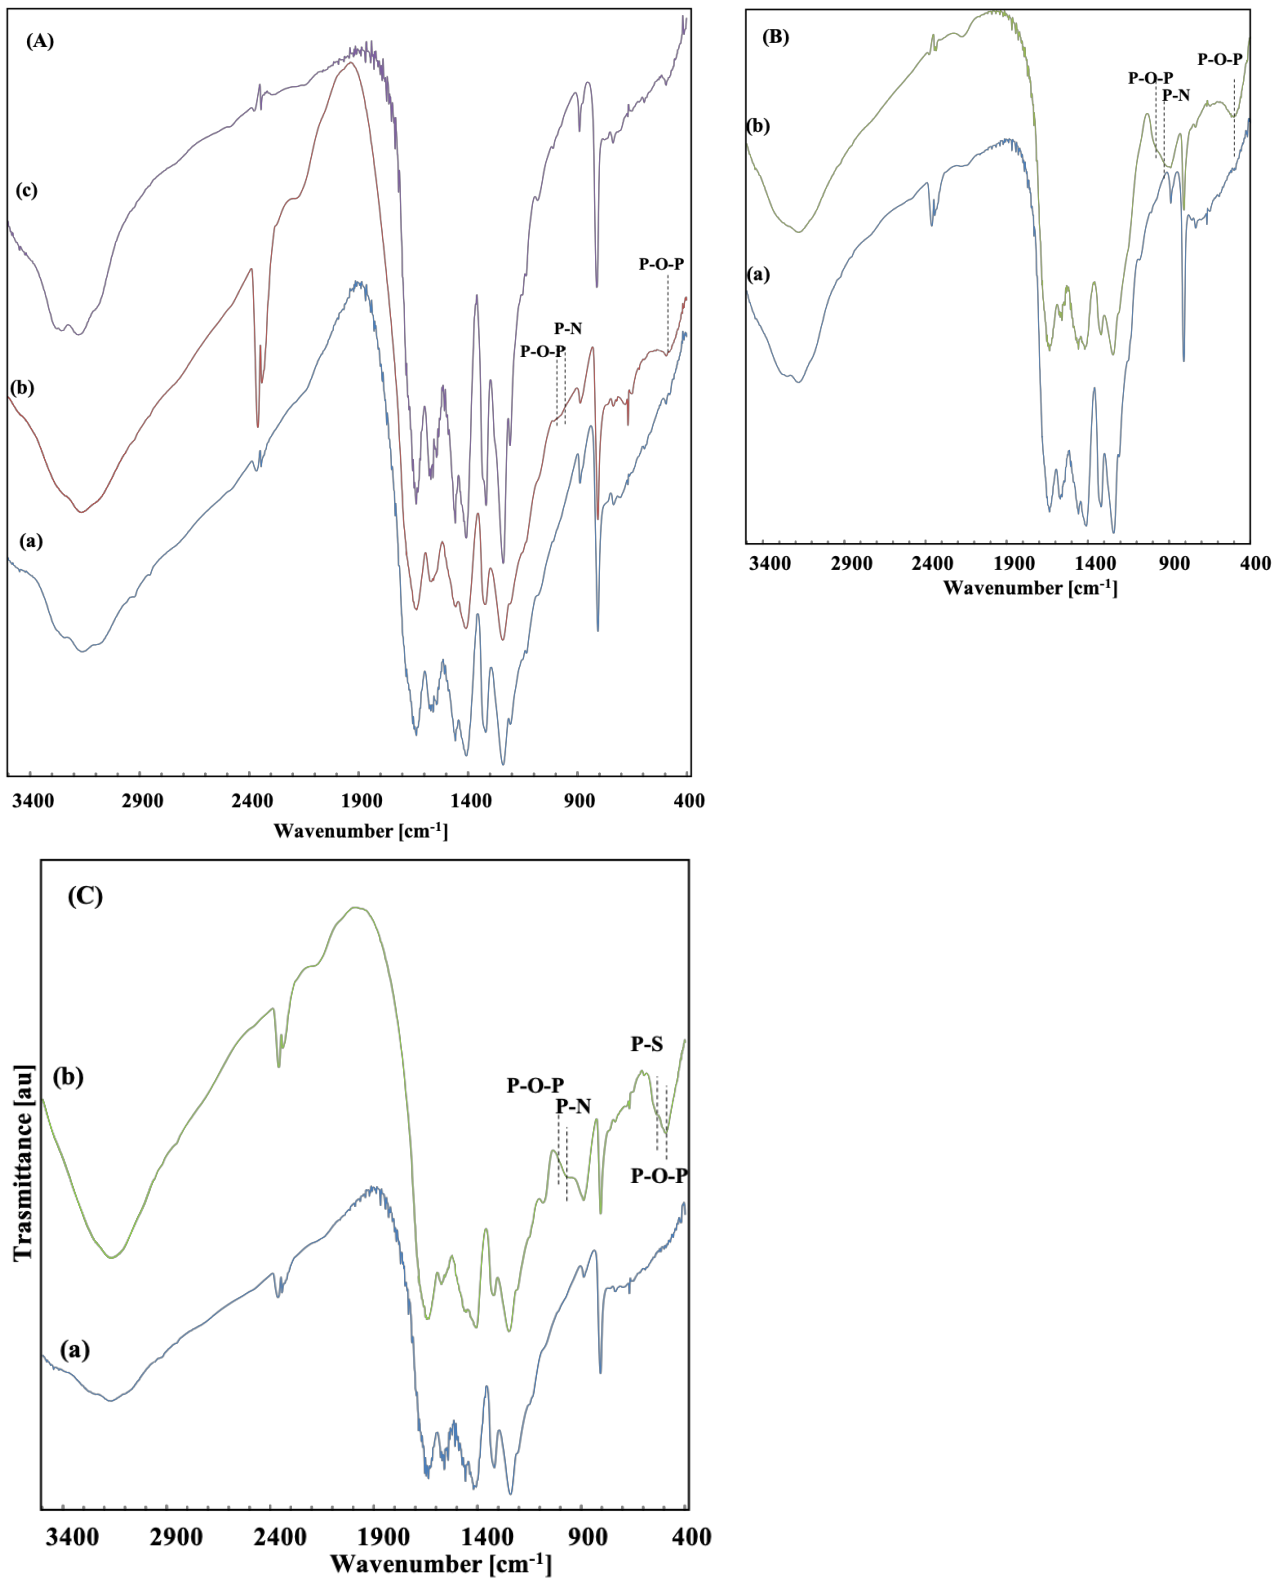 (A)
(c)
(b)
(a)
P-O-P
P-N
P-O-P
3400 2900 2400 1900 1400 900 400
Wavenumber [cm-1]
(B)
(b)
(a)
P-O-P
P-O-P
P-N
3400 2900 2400 1900 1400 900 400
Wavenumber [cm-1]
(C)
(b)
(a)
P-S
P-O-P
P-N
P-O-P
Trasmittance [au]
3400 2900 2400 1900 1400 900 400
Wavenumber [cm-1]